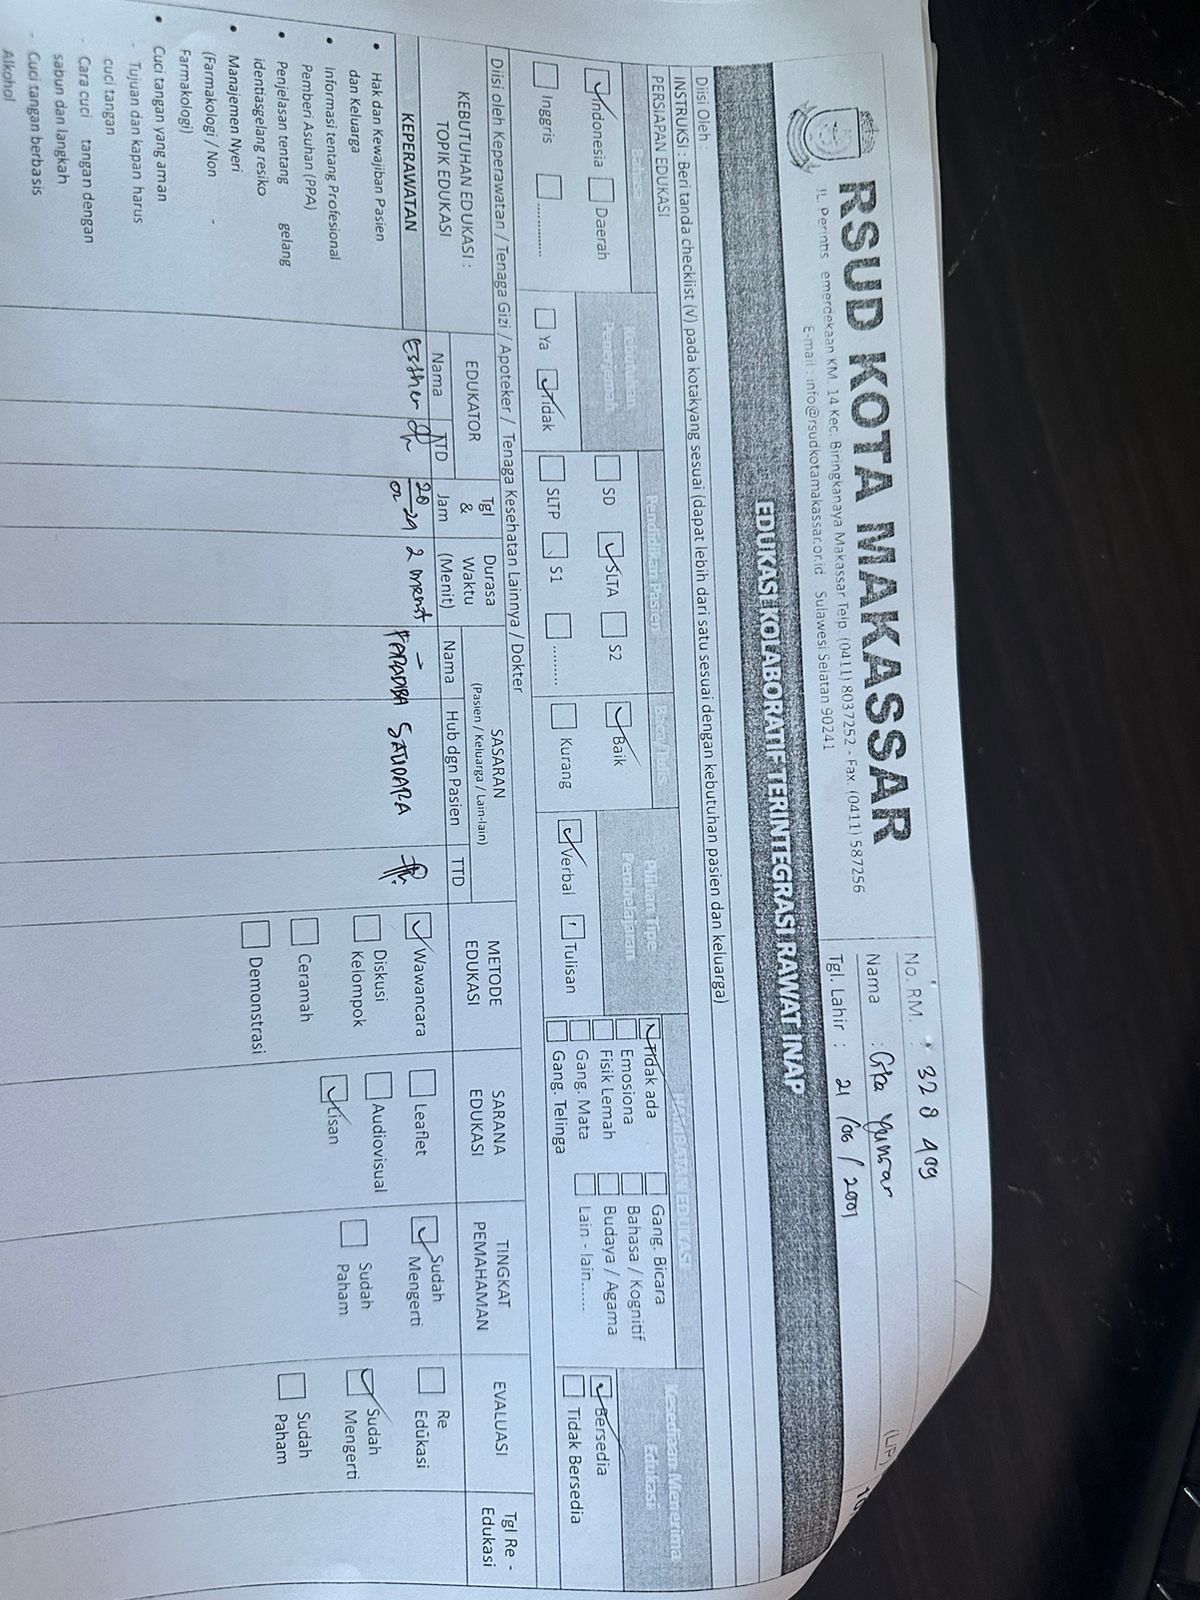 RSUD KOTA MAKASSAR
JL. Perintis emerdekaan KM. 14 Kec. Biringkanaya Makassar Telp. (0411) 8037252 - Fax. (0411) 587256
E-mail : info@rsudkotamakassar.or.id Sulawesi Selatan 90241
No. RM. : 328 409
Nama :
(L/P)
Tgl. Lahir : 21 /06 / 2001
EDUKASI KOLABORATIF TERINTEGRASI RAWAT INAP
Diisi Oleh :
INSTRUKSI : Beri tanda checklist (v) pada kotakyang sesuai (dapat lebih dari satu sesuai dengan kebutuhan pasien dan keluarga)
PERSIAPAN EDUKASI
Bahasa
Indonesia Daerah
Inggris ..............
Kebutuhan
Penerjemah
Ya Tidak
Pendidikan Pasien
SD SLTA S2
SLTP S1 .........
Baca/Tulis
Baik
Kurang
Pilihan Tipe
Pembelajaran
Verbal Tulisan
HAMBATAN EDUKASI
Tidak ada Gang. Bicara
Emosiona Bahasa / Kognitif
Fisik Lemah Budaya / Agama
Gang. Mata Lain - lain......
Gang. Telinga
Kesediaan Menerima
Edukasi
Bersedia
Tidak Bersedia
Diisi oleh Keperawatan / Tenaga Gizi / Apoteker / Tenaga Kesehatan Lainnya / Dokter
KEBUTUHAN EDUKASI :
TOPIK EDUKASI
EDUKATOR
Nama TTD
Tgl
&
Jam
Durasa
Waktu
(Menit)
SASARAN
(Pasien / Keluarga / Lain-lain)
Nama Hub dgn Pasien TTD
METODE
EDUKASI
SARANA
EDUKASI
TINGKAT
PEMAHAMAN
EVALUASI
Tgl Re -
Edukasi
KEPERAWATAN
Esther
2 menit
FARADIBA SAUDARA
• Hak dan Kewajiban Pasien
dan Keluarga
• Informasi tentang Profesional
Pemberi Asuhan (PPA)
• Penjelasan tentang gelang
identiasgelang resiko
• Manajemen Nyeri
(Farmakologi / Non -
Farmakologi)
• Cuci tangan yang aman
- Tujuan dan kapan harus
cuci tangan
- Cara cuci tangan dengan
sabun dan langkah
- Cuci tangan berbasis
Alkohol
Wawancara
Diskusi
Kelompok
Ceramah
Demonstrasi
Leaflet
Audiovisual
Lisan
Sudah
Mengerti
Sudah
Paham
Re
Edukasi
Sudah
Mengerti
Sudah
Paham